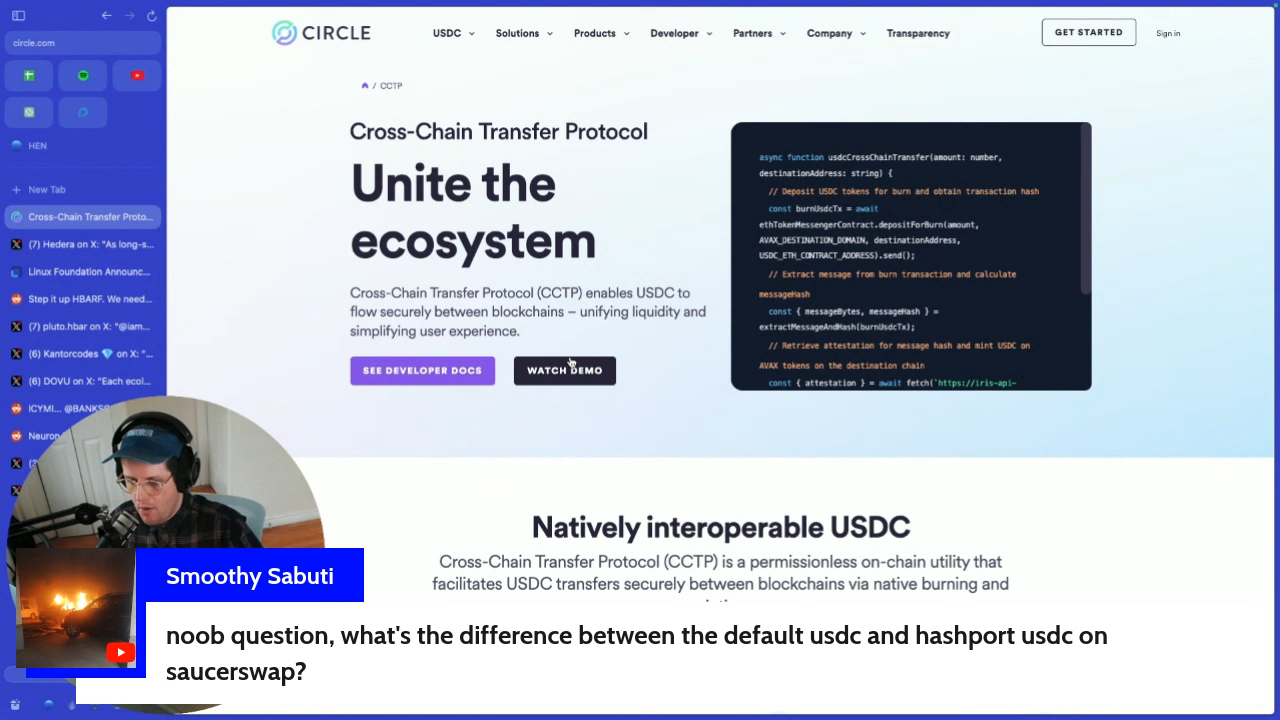 circle.com
HEN
New Tab
Cross-Chain Transfer Proto...
(7) Hedera on X: "As long-s...
Linux Foundation Announc...
Step it up HBARF. We need...
(7) pluto.hbar on X: "@iam...
(6) Kantorcodes 💎 on X: "...
(6) DOVU on X: "Each ecol...
ICYMI... @BANKSO
Neuron
CIRCLE
USDC
Solutions
Products
Developer
Partners
Company
Transparency
GET STARTED
Sign in
/ CCTP
Cross-Chain Transfer Protocol
Unite the
ecosystem
Cross-Chain Transfer Protocol (CCTP) enables USDC to
flow securely between blockchains – unifying liquidity and
simplifying user experience.
SEE DEVELOPER DOCS
WATCH DEMO
async function usdcCrossChainTransfer(amount: number,
destinationAddress: string) {
// Deposit USDC tokens for burn and obtain transaction hash
const burnUsdcTx = await
ethTokenMessengerContract.depositForBurn(amount,
AVAX_DESTINATION_DOMAIN, destinationAddress,
USDC_ETH_CONTRACT_ADDRESS).send();
// Extract message from burn transaction and calculate
messageHash
const { messageBytes, messageHash } =
extractMessageAndHash(burnUsdcTx);
// Retrieve attestation for message hash and mint USDC on
AVAX tokens on the destination chain
const { attestation } = await fetch(`https://iris-api-
Natively interoperable USDC
Cross-Chain Transfer Protocol (CCTP) is a permissionless on-chain utility that
facilitates USDC transfers securely between blockchains via native burning and
Smoothy Sabuti
noob question, what's the difference between the default usdc and hashport usdc on
saucerswap?